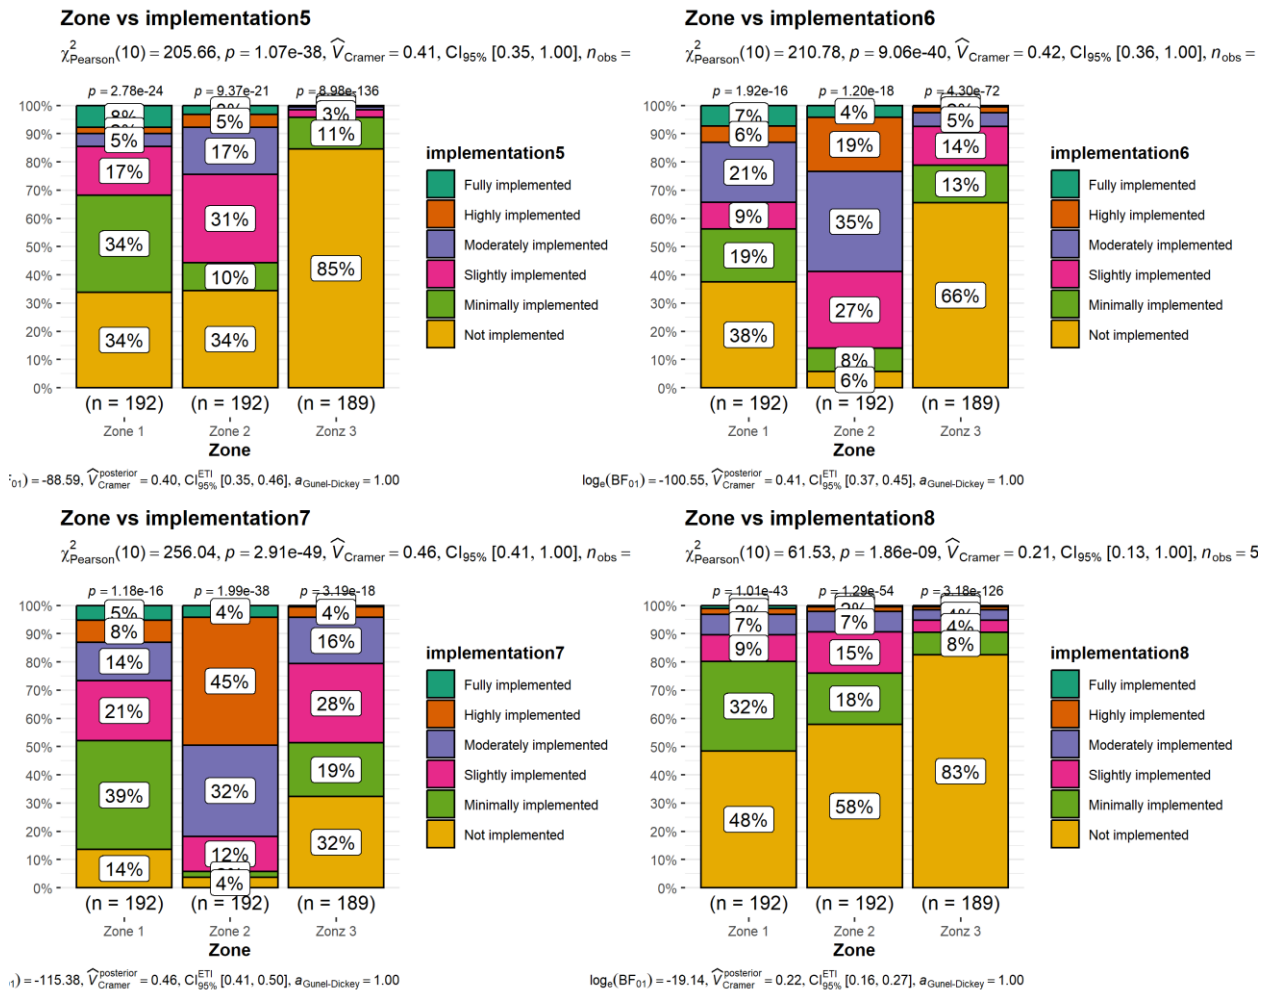 Zone vs implementation5
χ²Pearson(10) = 205.66, p = 1.07e-38, V̂Cramer = 0.41, CI95% [0.35, 1.00], nobs =
p = 2.78e-24 p = 9.37e-21 p = 8.98e-136
100%
90%
80%
70%
60%
50%
40%
30%
20%
10%
0%
8%
5%
17%
34%
34%
5%
17%
31%
10%
34%
3%
11%
85%
(n = 192) (n = 192) (n = 189)
Zone 1 Zone 2 Zonz 3
Zone
implementation5
Fully implemented
Highly implemented
Moderately implemented
Slightly implemented
Minimally implemented
Not implemented
01) = -88.59, V̂posterior Cramer = 0.40, CIETI 95% [0.35, 0.46], aGunel-Dickey = 1.00
Zone vs implementation6
χ²Pearson(10) = 210.78, p = 9.06e-40, V̂Cramer = 0.42, CI95% [0.36, 1.00], nobs =
p = 1.92e-16 p = 1.20e-18 p = 4.30e-72
100%
90%
80%
70%
60%
50%
40%
30%
20%
10%
0%
7%
6%
21%
9%
19%
38%
4%
19%
35%
27%
8%
6%
5%
14%
13%
66%
(n = 192) (n = 192) (n = 189)
Zone 1 Zone 2 Zonz 3
Zone
implementation6
Fully implemented
Highly implemented
Moderately implemented
Slightly implemented
Minimally implemented
Not implemented
loge(BF01) = -100.55, V̂posterior Cramer = 0.41, CIETI 95% [0.37, 0.45], aGunel-Dickey = 1.00
Zone vs implementation7
χ²Pearson(10) = 256.04, p = 2.91e-49, V̂Cramer = 0.46, CI95% [0.41, 1.00], nobs =
p = 1.18e-16 p = 1.99e-38 p = 3.19e-18
100%
90%
80%
70%
60%
50%
40%
30%
20%
10%
0%
5%
8%
14%
21%
39%
14%
4%
45%
32%
12%
4%
4%
16%
28%
19%
32%
(n = 192) (n = 192) (n = 189)
Zone 1 Zone 2 Zonz 3
Zone
implementation7
Fully implemented
Highly implemented
Moderately implemented
Slightly implemented
Minimally implemented
Not implemented
1) = -115.38, V̂posterior Cramer = 0.46, CIETI 95% [0.41, 0.50], aGunel-Dickey = 1.00
Zone vs implementation8
χ²Pearson(10) = 61.53, p = 1.86e-09, V̂Cramer = 0.21, CI95% [0.13, 1.00], nobs = 5
p = 1.01e-43 p = 1.29e-54 p = 3.18e-126
100%
90%
80%
70%
60%
50%
40%
30%
20%
10%
0%
7%
9%
32%
48%
7%
15%
18%
58%
4%
4%
8%
83%
(n = 192) (n = 192) (n = 189)
Zone 1 Zone 2 Zonz 3
Zone
implementation8
Fully implemented
Highly implemented
Moderately implemented
Slightly implemented
Minimally implemented
Not implemented
loge(BF01) = -19.14, V̂posterior Cramer = 0.22, CIETI 95% [0.16, 0.27], aGunel-Dickey = 1.00